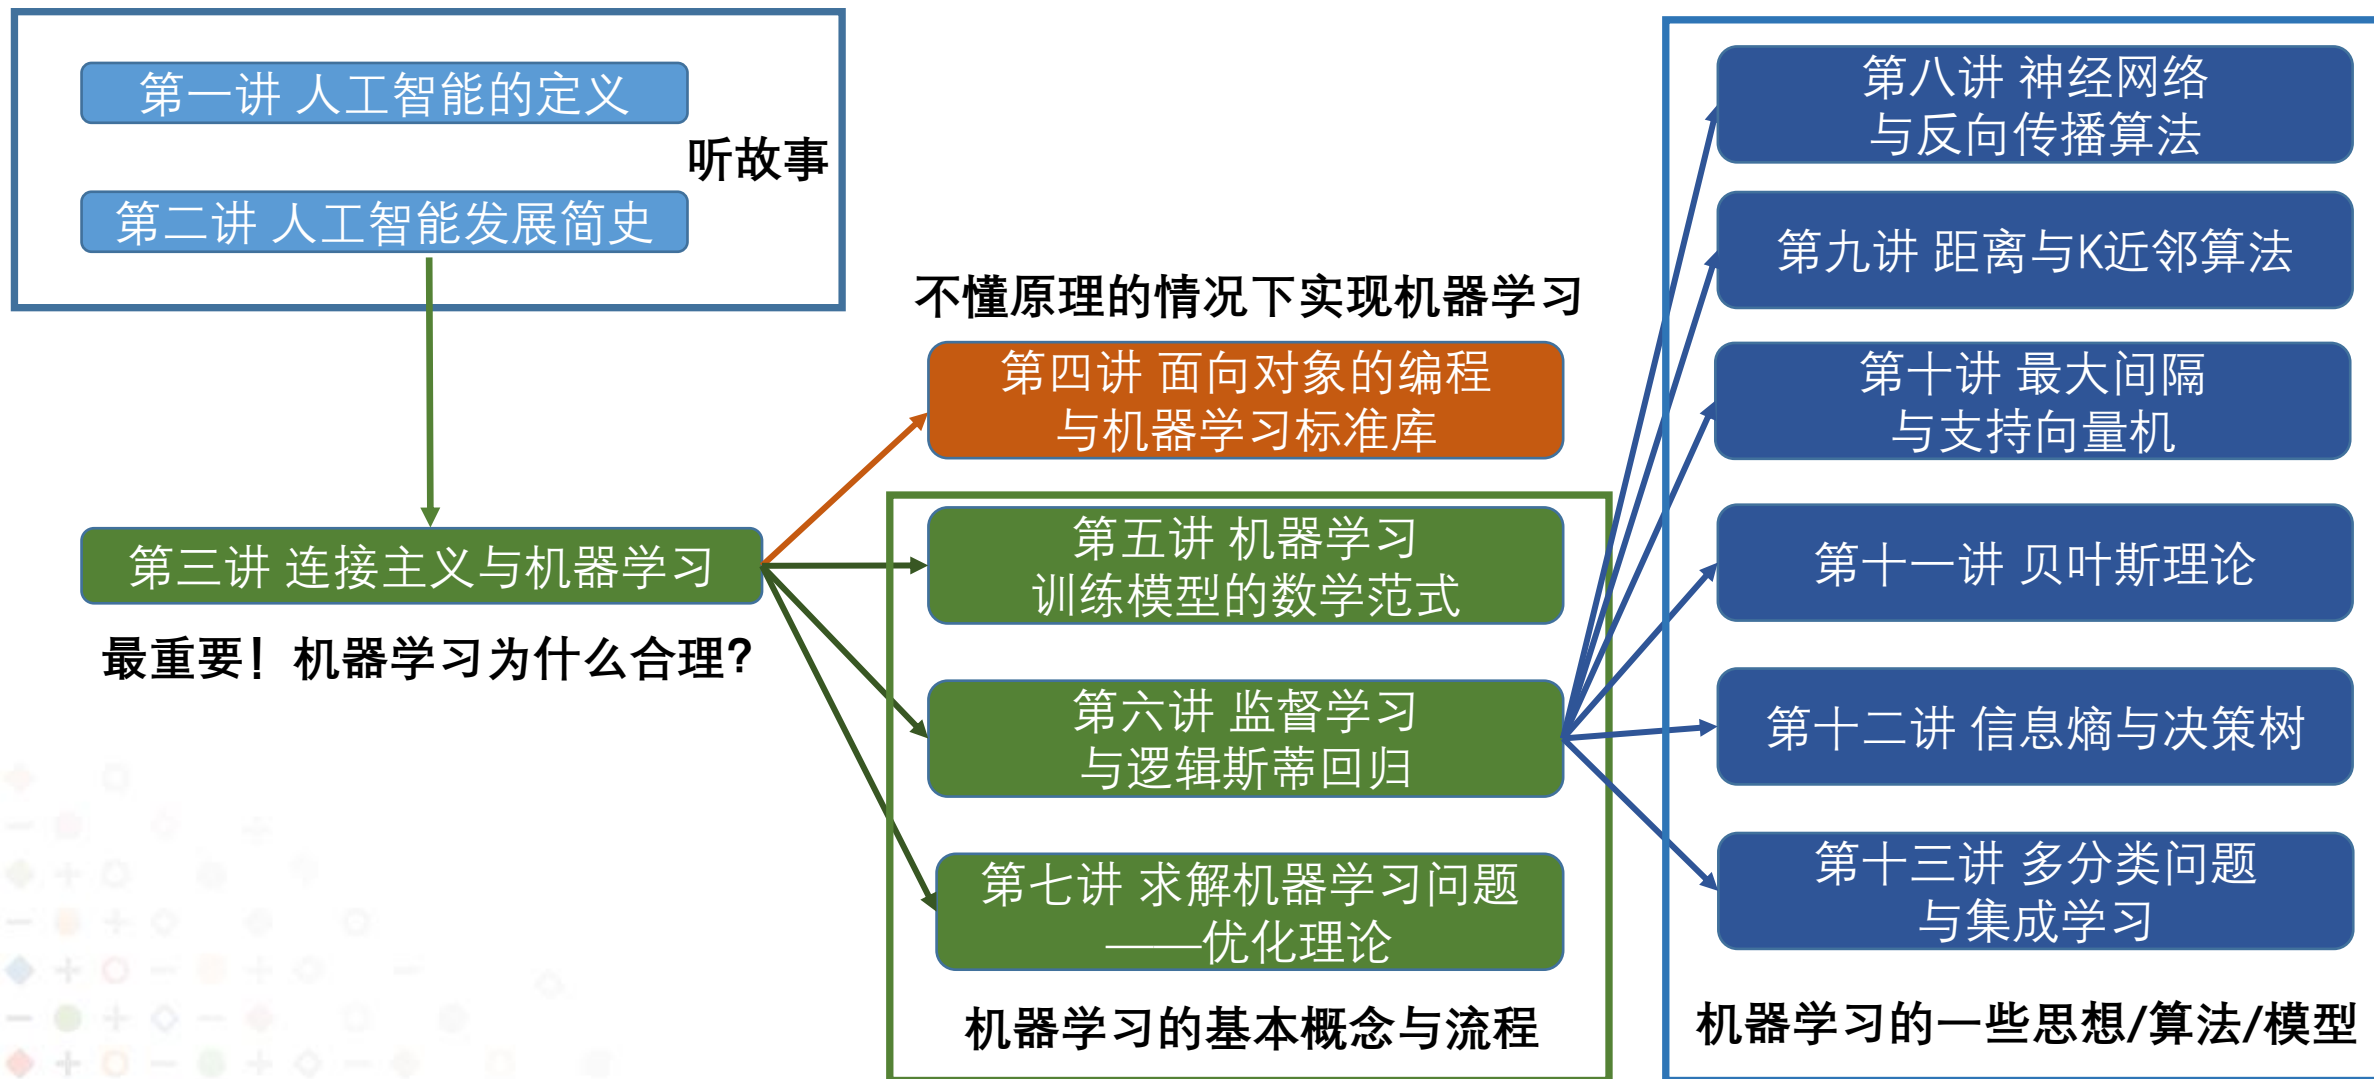 第一讲 人工智能的定义
听故事
第二讲 人工智能发展简史
第三讲 连接主义与机器学习
最重要！机器学习为什么合理？
不懂原理的情况下实现机器学习
第四讲 面向对象的编程
与机器学习标准库
第五讲 机器学习
训练模型的数学范式
第六讲 监督学习
与逻辑斯蒂回归
第七讲 求解机器学习问题
——优化理论
机器学习的基本概念与流程
第八讲 神经网络
与反向传播算法
第九讲 距离与K近邻算法
第十讲 最大间隔
与支持向量机
第十一讲 贝叶斯理论
第十二讲 信息熵与决策树
第十三讲 多分类问题
与集成学习
机器学习的一些思想/算法/模型